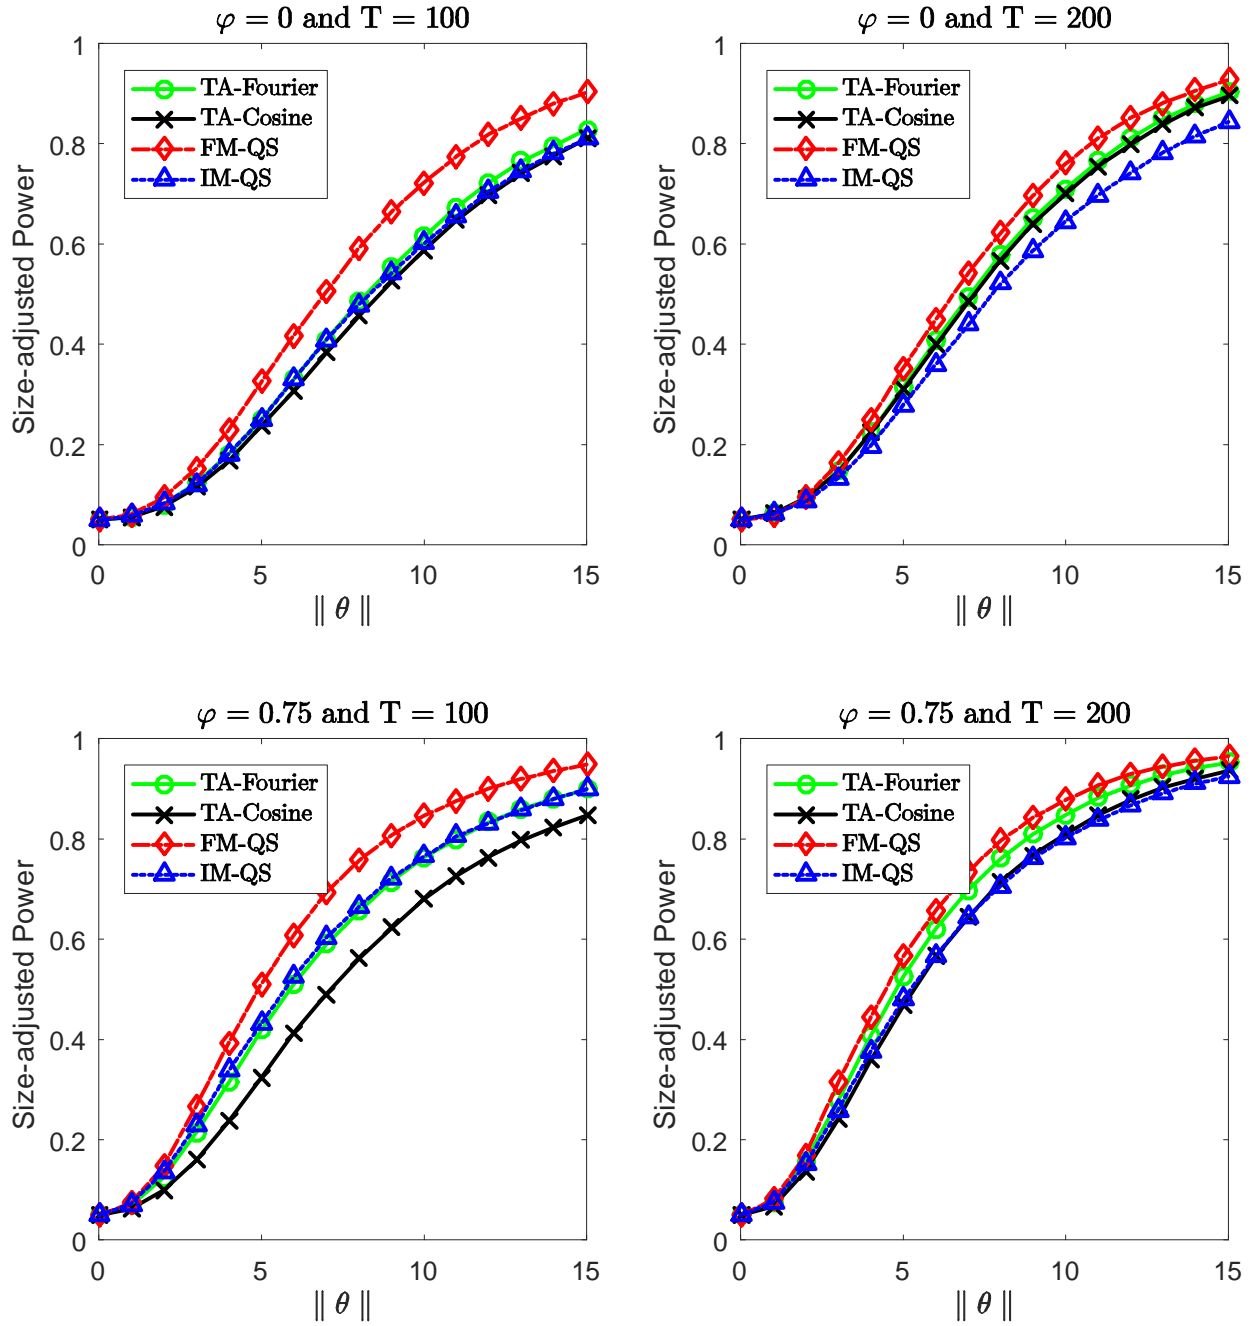 φ = 0 and T = 100
1
0.8
0.6
0.4
0.2
0
0
5
10
15
Size-adjusted Power
‖ θ ‖
TA-Fourier
TA-Cosine
FM-QS
IM-QS
φ = 0 and T = 200
1
0.8
0.6
0.4
0.2
0
0
5
10
15
Size-adjusted Power
‖ θ ‖
TA-Fourier
TA-Cosine
FM-QS
IM-QS
φ = 0.75 and T = 100
1
0.8
0.6
0.4
0.2
0
0
5
10
15
Size-adjusted Power
‖ θ ‖
TA-Fourier
TA-Cosine
FM-QS
IM-QS
φ = 0.75 and T = 200
1
0.8
0.6
0.4
0.2
0
0
5
10
15
Size-adjusted Power
‖ θ ‖
TA-Fourier
TA-Cosine
FM-QS
IM-QS